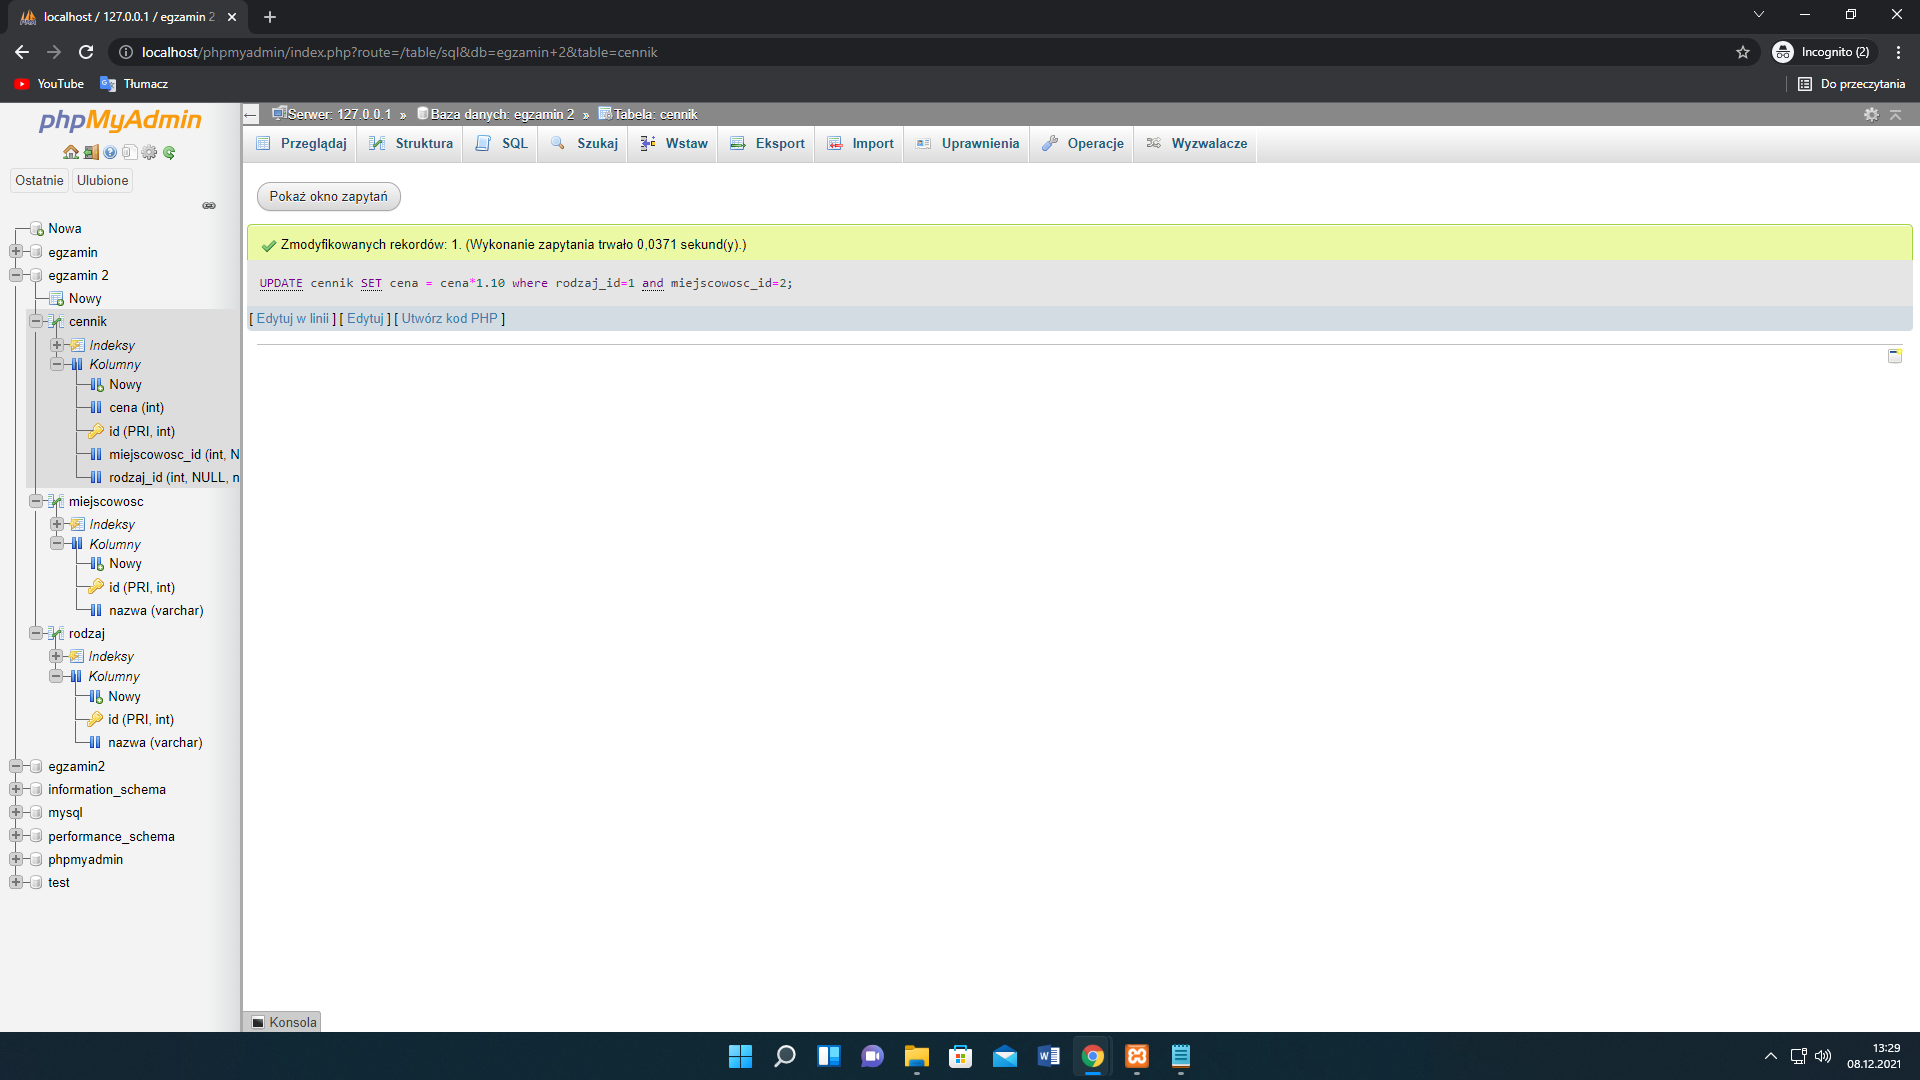 localhost / 127.0.0.1 / egzamin 2
localhost/phpmyadmin/index.php?route=/table/sql&db=egzamin+2&table=cennik
Incognito (2)
YouTube
Tłumacz
Do przeczytania
phpMyAdmin
Ostatnie
Ulubione
Nowa
egzamin
egzamin 2
Nowy
cennik
Indeksy
Kolumny
Nowy
cena (int)
id (PRI, int)
miejscowosc_id (int, N
rodzaj_id (int, NULL, n
miejscowosc
Indeksy
Kolumny
Nowy
id (PRI, int)
nazwa (varchar)
rodzaj
Indeksy
Kolumny
Nowy
id (PRI, int)
nazwa (varchar)
egzamin2
information_schema
mysql
performance_schema
phpmyadmin
test
Serwer: 127.0.0.1 » Baza danych: egzamin 2 » Tabela: cennik
Przeglądaj Struktura SQL Szukaj Wstaw Eksport Import Uprawnienia Operacje Wyzwalacze
Pokaż okno zapytań
Zmodyfikowanych rekordów: 1. (Wykonanie zapytania trwało 0,0371 sekund(y).)
UPDATE cennik SET cena = cena*1.10 where rodzaj_id=1 and miejscowosc_id=2;
[ Edytuj w linii ] [ Edytuj ] [ Utwórz kod PHP ]
Konsola
13:29
08.12.2021